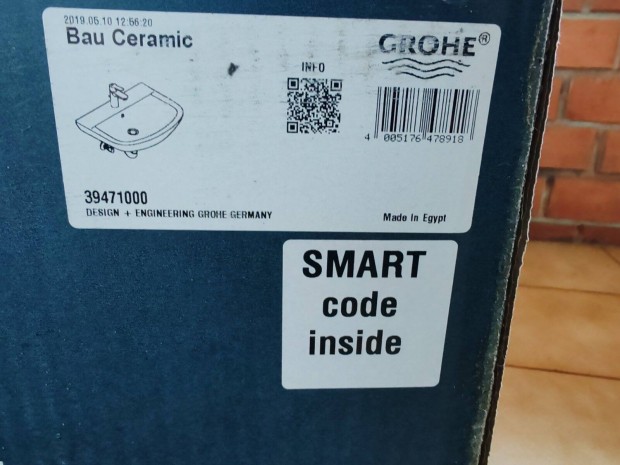 2019.05.10 12:56:20
Bau Ceramic
GROHE®
INFO
4 005176 478918
39471000
DESIGN + ENGINEERING GROHE GERMANY
Made in Egypt
SMART
code
inside